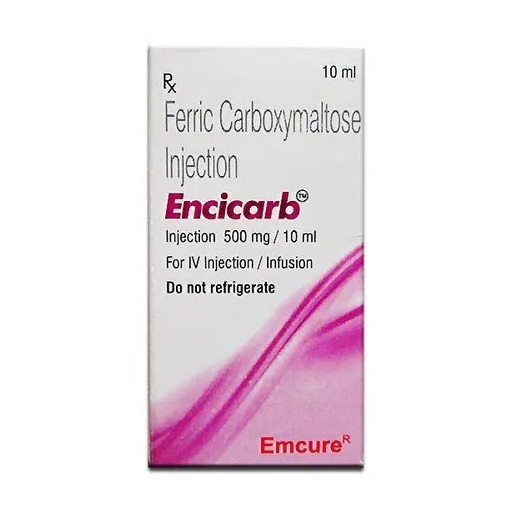 10 ml
Rx
Ferric Carboxymaltose
Injection
Encicarb™
Injection 500 mg / 10 ml
For IV Injection / Infusion
Do not refrigerate
Emcure R